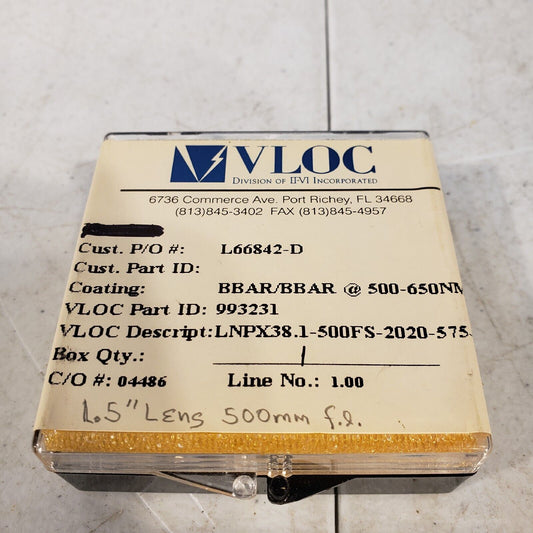 VLOC
DIVISION OF II-VI INCORPORATED
6736 Commerce Ave. Port Richey, FL 34668
(813)845-3402 FAX (813)845-4957
Cust. P/O #: L66842-D
Cust. Part ID:
Coating: BBAR/BBAR @ 500-650NM
VLOC Part ID: 993231
VLOC Descript:LNPX38.1-500FS-2020-575
Box Qty.: 1
C/O #: 04486 Line No.: 1.00
1.5" LENS 500mm f.l.